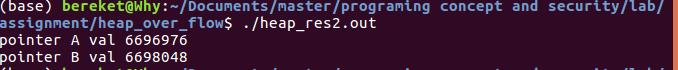 (base) bereket@Why:~/Documents/master/programing concept and security/lab/
assignment/heap_over_flow$ ./heap_res2.out
pointer A val 6696976
pointer B val 6698048